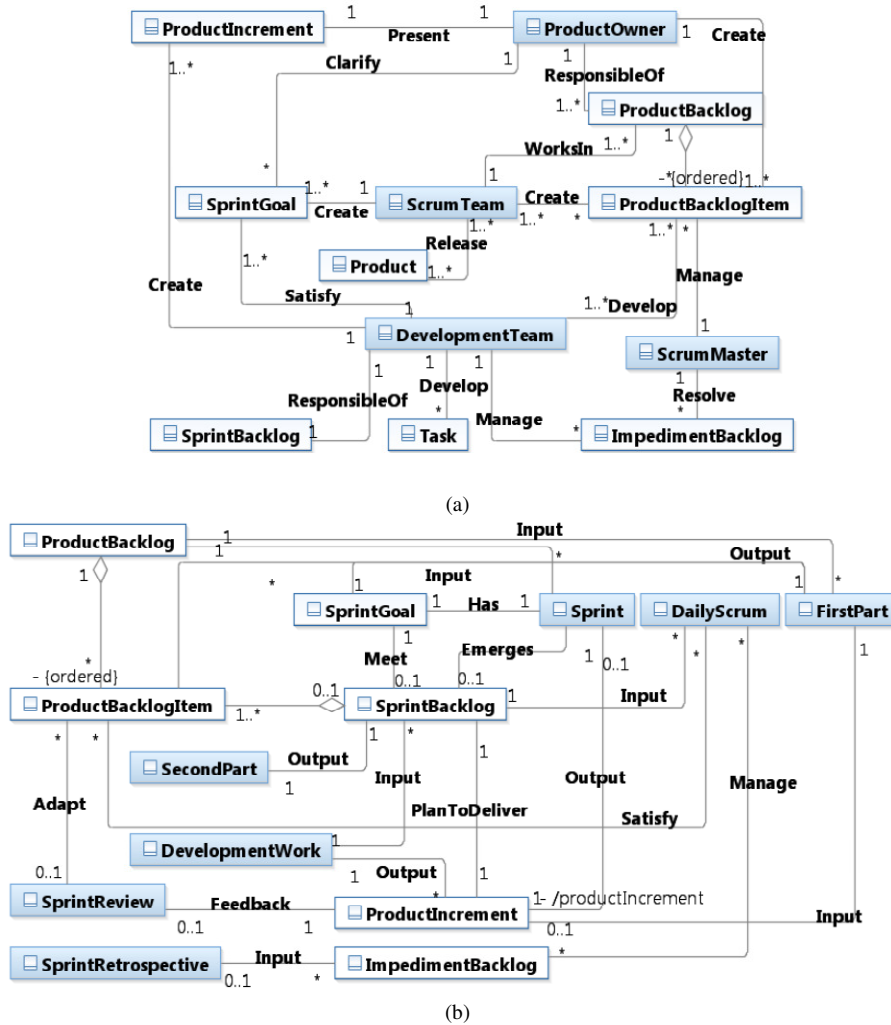 1 1
ProductIncrement Present ProductOwner 1 Create
1..* Clarify 1 1
ResponsibleOf
1..* ProductBacklog
WorksIn 1..* 1
* 1 -*{ordered} 1..*
1..* 1 Create
SprintGoal Create ScrumTeam 1..* * ProductBacklogItem
1..* 1..* *
Release
1..* Product 1..* Manage
Create Satisfy 1 1..* Develop
1 DevelopmentTeam 1
1 1 1 ScrumMaster
Develop 1
ResponsibleOf Resolve
* Manage * *
SprintBacklog 1 Task ImpedimentBacklog
(a)
ProductBacklog 1 Input
1 * Output
1 Input
* 1 1 *
SprintGoal 1 Has 1 Sprint DailyScrum FirstPart
1 Emerges * * 1
Meet 1 0..1 *
* 0..1 0..1
- {ordered} 0..1 1 Input
ProductBacklogItem 1..* SprintBacklog
* * 1 * 1
SecondPart Output
1 Input Output Manage
Adapt PlanToDeliver Satisfy
1
DevelopmentWork
1 Output 1
0..1 * 1- /productIncrement
SprintReview Feedback ProductIncrement
0..1 1 0..1 Input
SprintRetrospective Input ImpedimentBacklog *
0..1 *
(b)